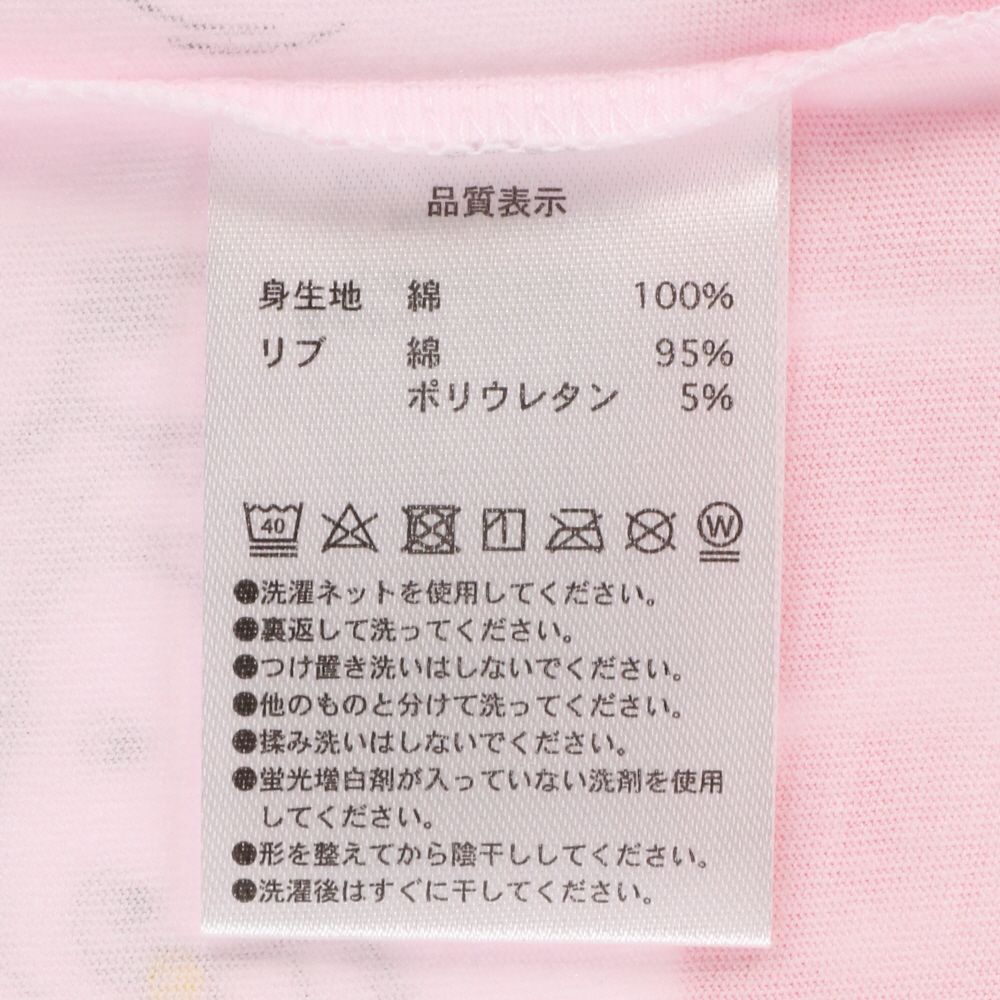 品質表示
身生地 綿 100%
リブ 綿 95%
ポリウレタン 5%
40 W
●洗濯ネットを使用してください。
●裏返して洗ってください。
●つけ置き洗いはしないでください。
●他のものと分けて洗ってください。
●揉み洗いはしないでください。
●蛍光増白剤が入っていない洗剤を使用
してください。
●形を整えてから陰干ししてください。
●洗濯後はすぐに干してください。